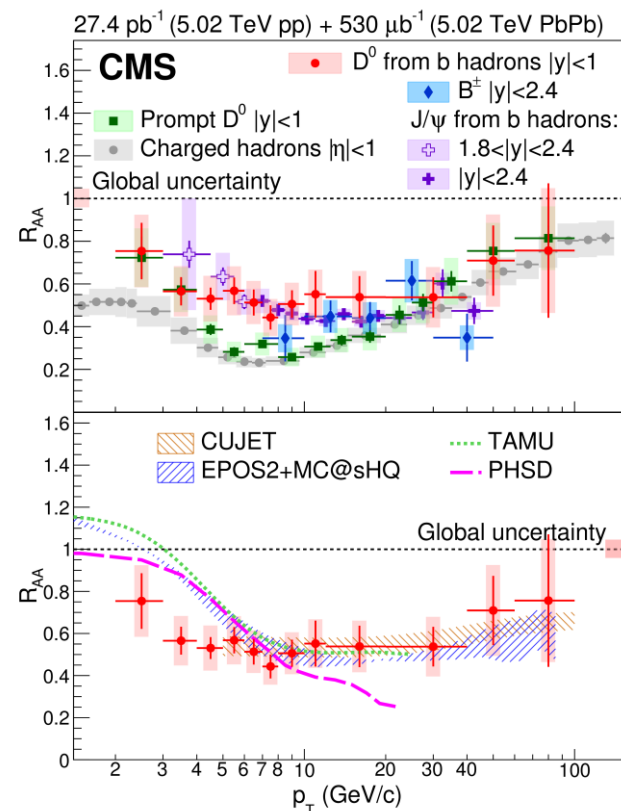 27.4 pb⁻¹ (5.02 TeV pp) + 530 μb⁻¹ (5.02 TeV PbPb)
CMS
D⁰ from b hadrons |y|<1
B± |y|<2.4
Prompt D⁰ |y|<1
J/ψ from b hadrons:
Charged hadrons |η|<1
1.8<|y|<2.4
|y|<2.4
Global uncertainty
R_AA
1.6
1.4
1.2
1
0.8
0.6
0.4
0.2
CUJET
TAMU
EPOS2+MC@sHQ
PHSD
Global uncertainty
R_AA
1.6
1.4
1.2
1
0.8
0.6
0.4
0.2
0
2 3 4 5 6 7 8 10 20 30 40 100
p_T (GeV/c)